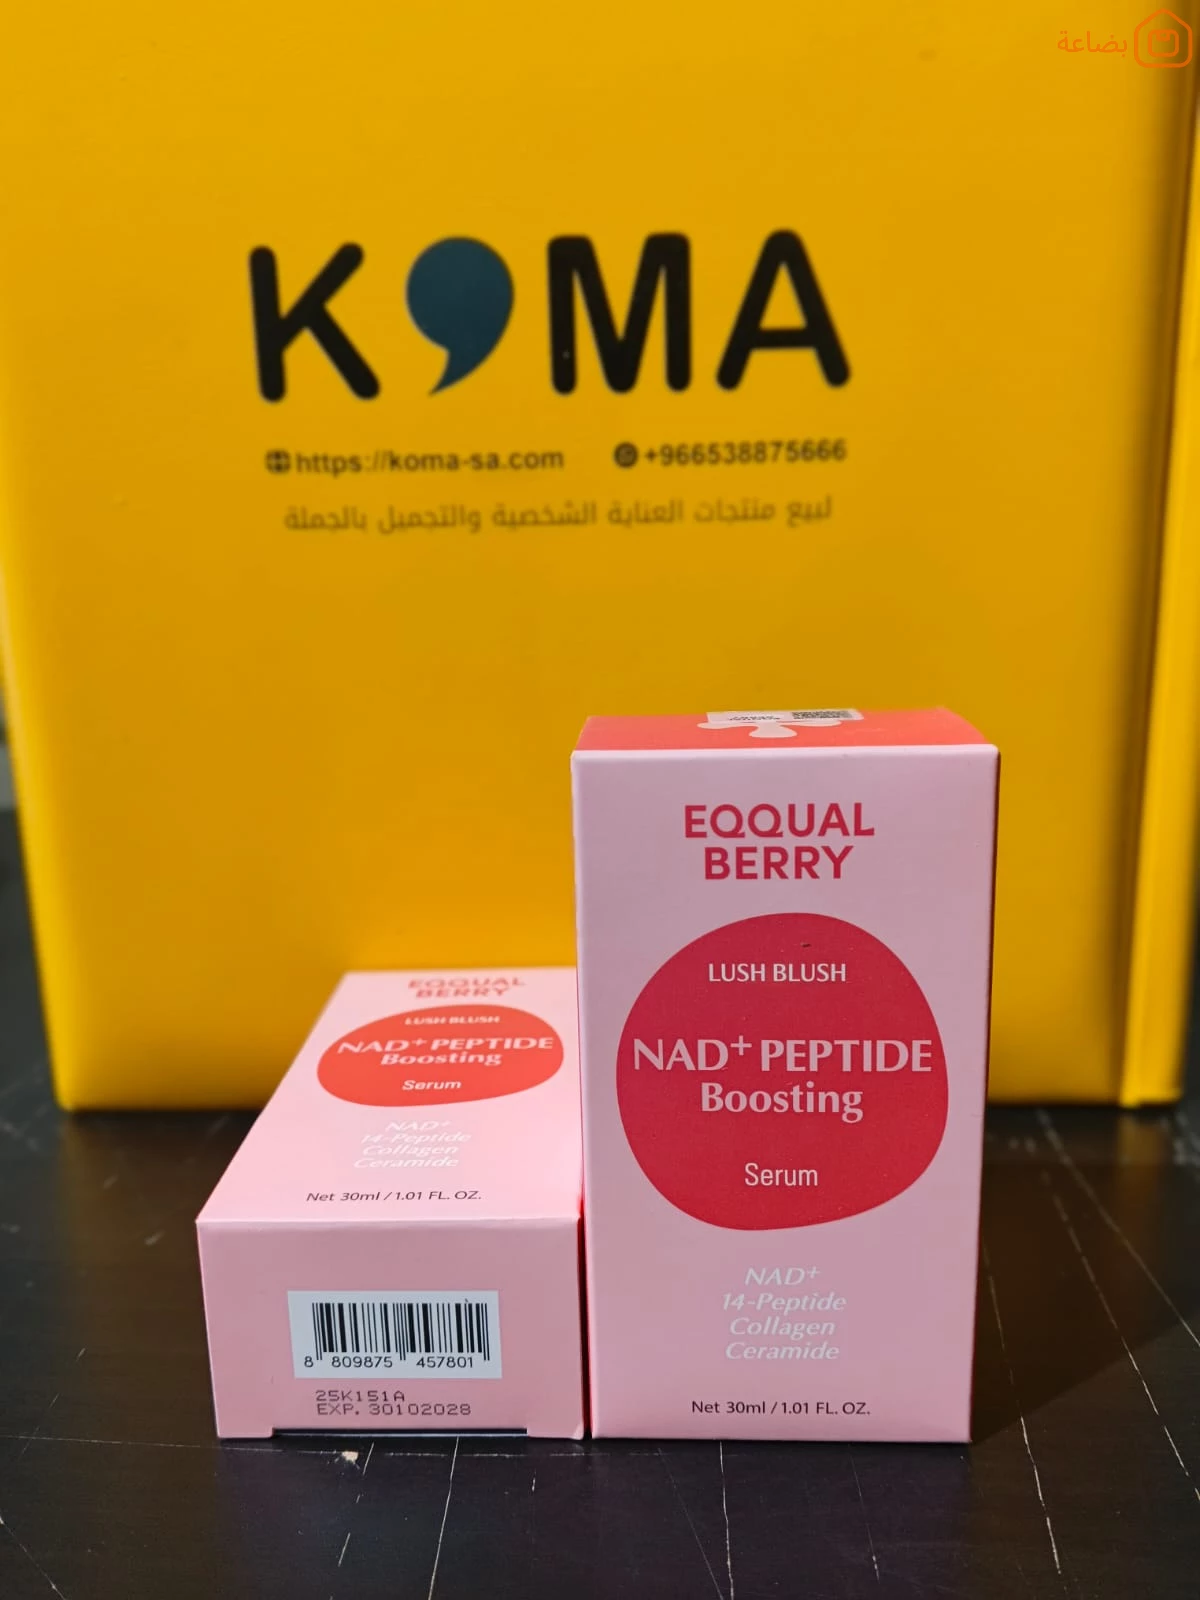 بضاعة
KOMA
https://koma-sa.com +966538875666
لبيع منتجات العناية الشخصية والتجميل بالجملة
EQQUAL
BERRY
LUSH BLUSH
NAD+ PEPTIDE
Boosting
Serum
NAD+
14-Peptide
Collagen
Ceramide
Net 30ml / 1.01 FL. OZ.
EQQUAL
BERRY
LUSH BLUSH
NAD+ PEPTIDE
Boosting
Serum
NAD+
14-Peptide
Collagen
Ceramide
Net 30ml / 1.01 FL. OZ.
8 809875 457801
25K151A
EXP. 30102028